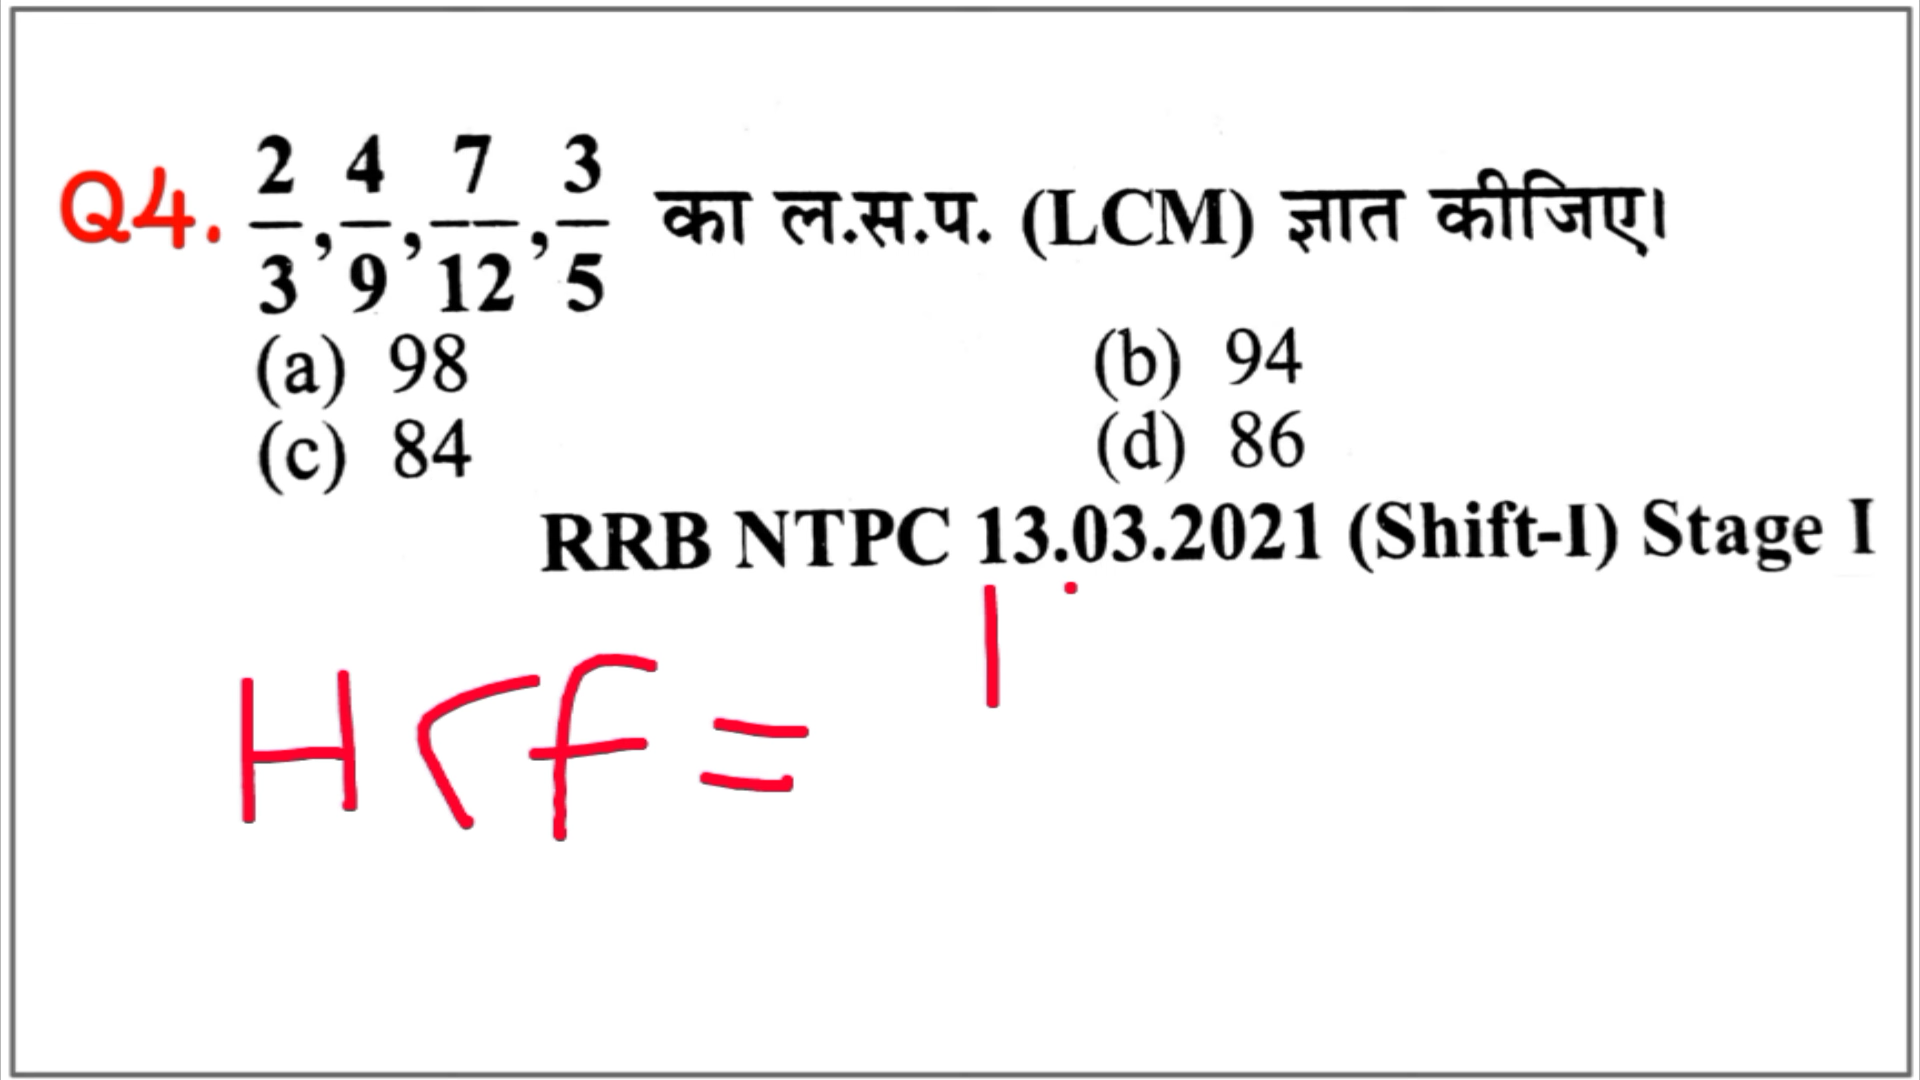 Q4. 2/3, 4/9, 7/12, 3/5 का ल.स.प. (LCM) ज्ञात कीजिए।
(a) 98 (b) 94
(c) 84 (d) 86
RRB NTPC 13.03.2021 (Shift-I) Stage I
Hcf =